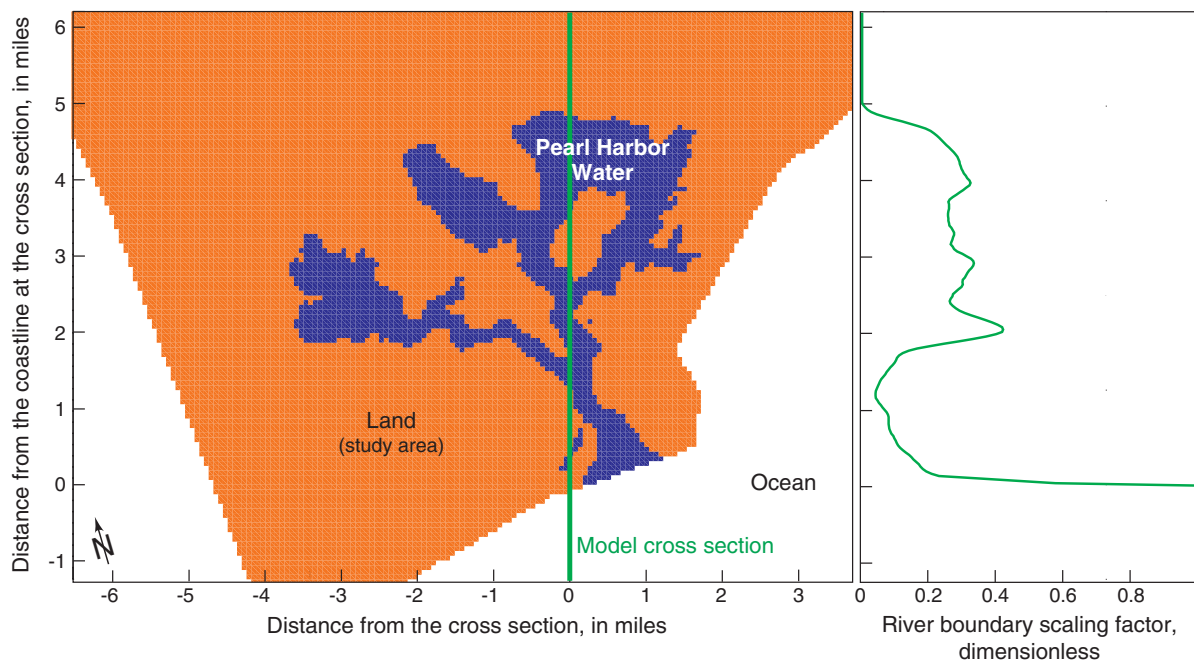 Distance from the coastline at the cross section, in miles
6
5
4
3
2
1
0
-1
Pearl Harbor
Water
Land
(study area)
Ocean
Model cross section
N
-6
-5
-4
-3
-2
-1
0
1
2
3
Distance from the cross section, in miles
0
0.2
0.4
0.6
0.8
River boundary scaling factor,
dimensionless